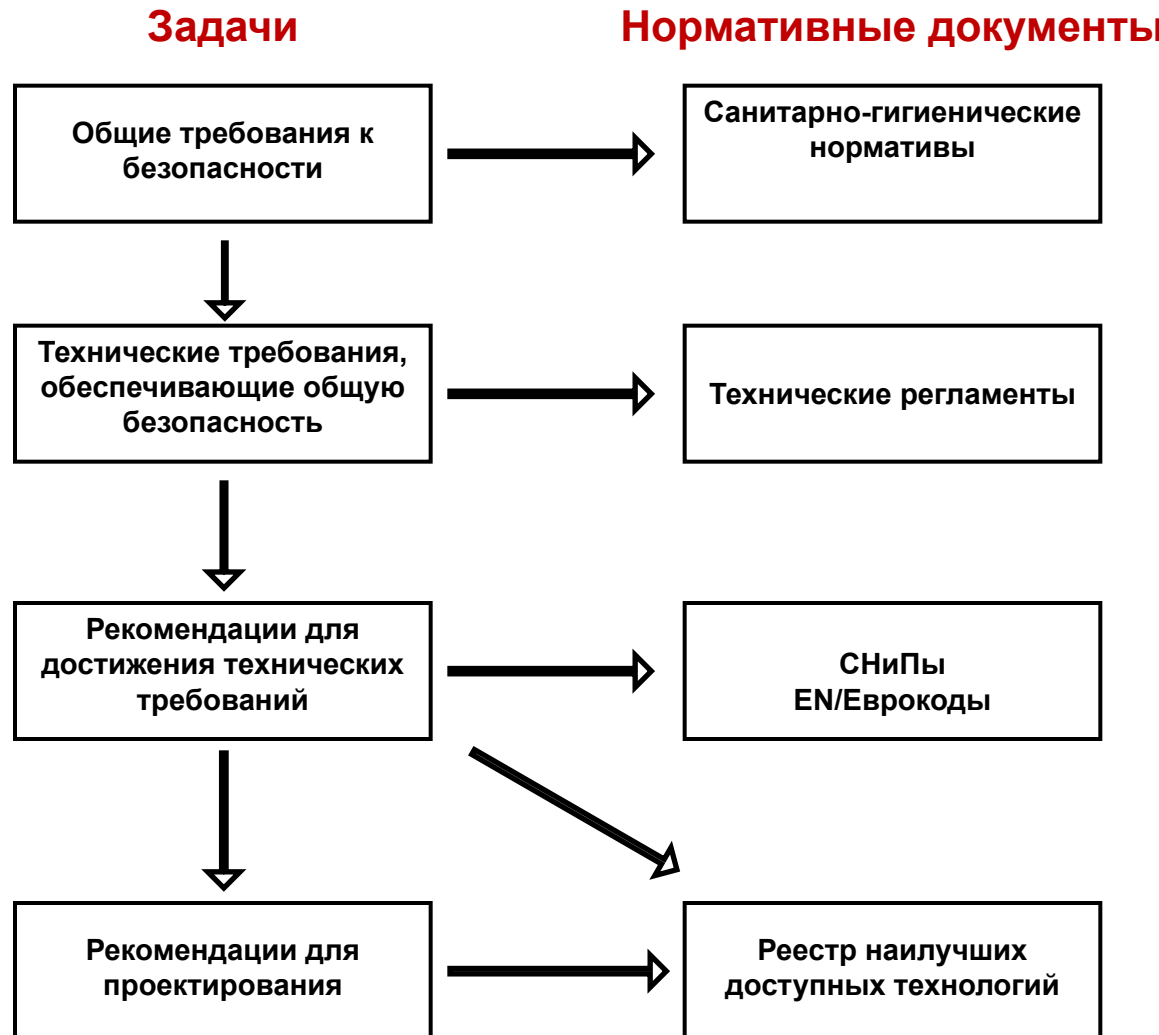 Задачи
Нормативные документы
Общие требования к
безопасности
Санитарно-гигиенические
нормативы
Технические требования,
обеспечивающие общую
безопасность
Технические регламенты
Рекомендации для
достижения технических
требований
СНиПы
EN/Еврокоды
Рекомендации для
проектирования
Реестр наилучших
доступных технологий